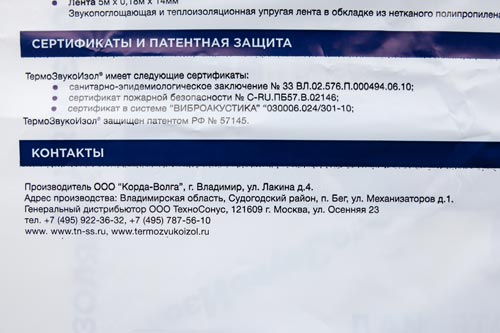 • Лента 5м х 0,18м х 14мм
Звукопоглощающая и теплоизоляционная упругая лента в обкладке из нетканого полипропилена
СЕРТИФИКАТЫ И ПАТЕНТНАЯ ЗАЩИТА
ТермоЗвукоИзол® имеет следующие сертификаты:
• санитарно-эпидемиологическое заключение № 33 ВЛ.02.576.П.000494.06.10;
• сертификат пожарной безопасности № C-RU.ПБ57.В.02146;
• сертификат в системе "ВИБРОАКУСТИКА" "030006.024/301-10;
ТермоЗвукоИзол® защищен патентом РФ № 57145.
КОНТАКТЫ
Производитель ООО "Корда-Волга", г. Владимир, ул. Лакина д.4.
Адрес производства: Владимирская область, Судогодский район, п. Бег, ул. Механизаторов д.1.
Генеральный дистрибьютор ООО ТехноСонус, 121609 г. Москва, ул. Осенняя 23
тел. +7 (495) 922-36-32, +7 (495) 787-56-10
www. www.tn-ss.ru, www.termozvukoizol.ru